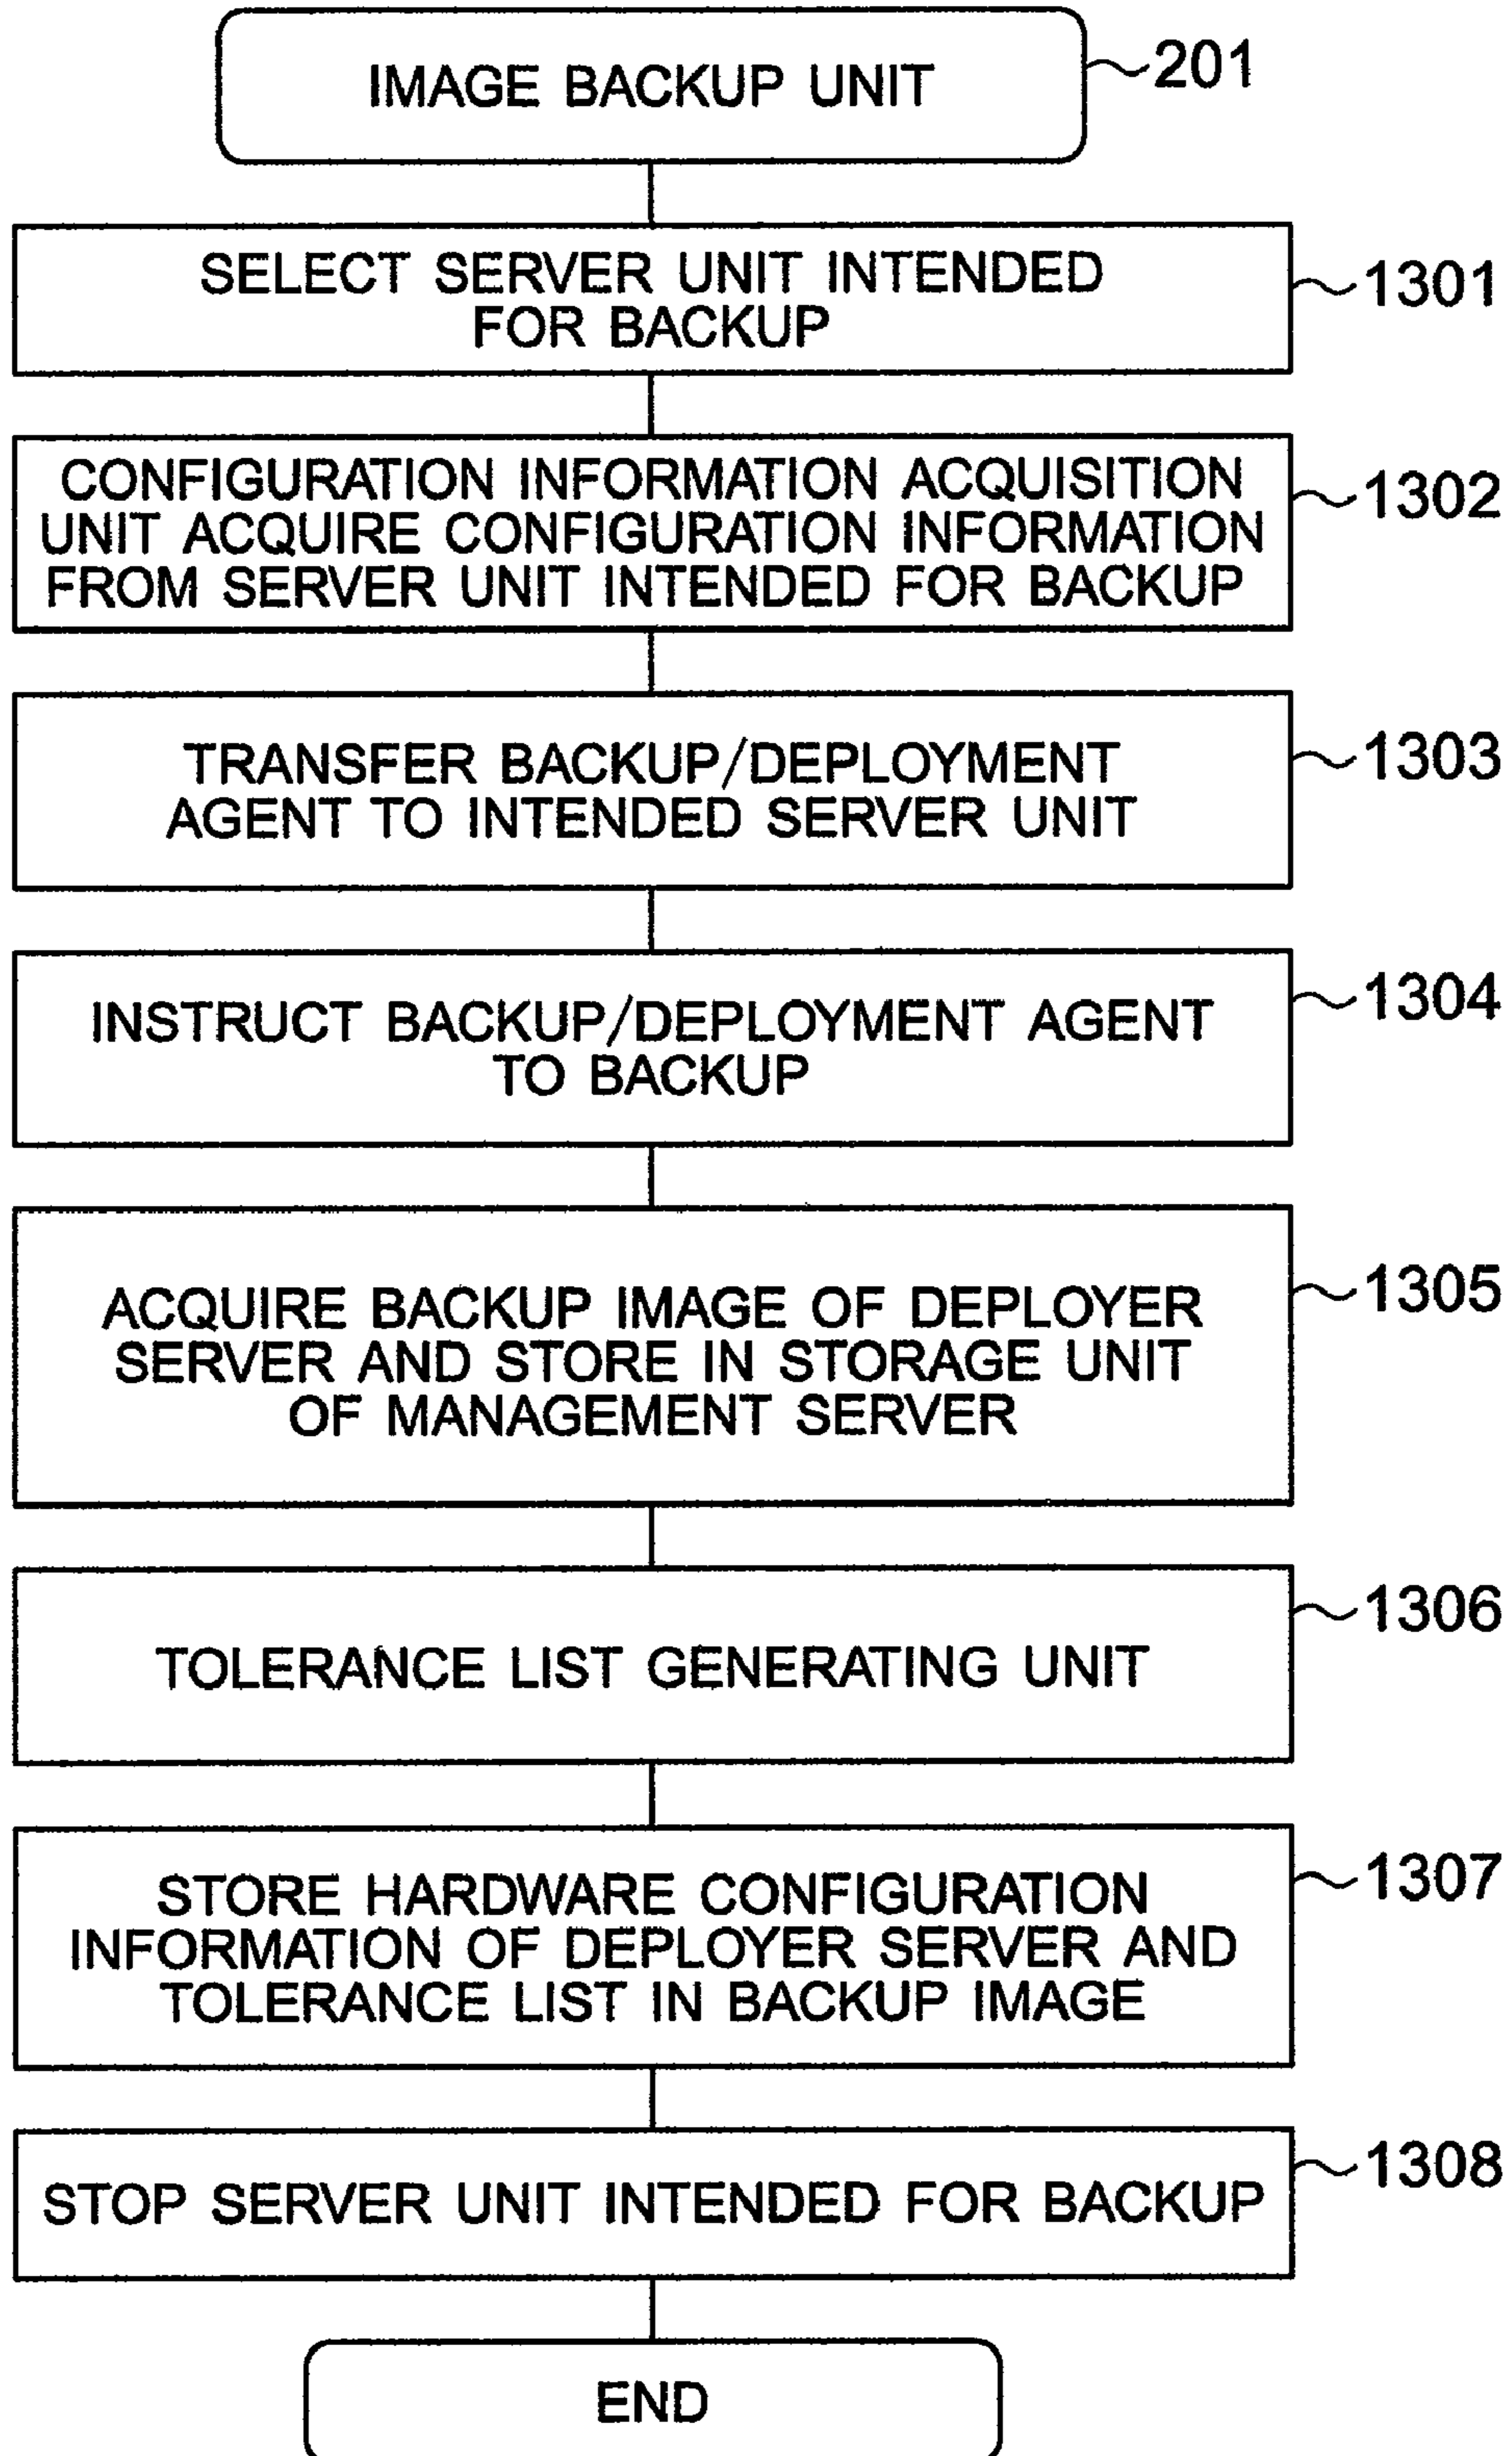 IMAGE BACKUP UNIT
201
SELECT SERVER UNIT INTENDED
FOR BACKUP
1301
CONFIGURATION INFORMATION ACQUISITION
UNIT ACQUIRE CONFIGURATION INFORMATION
FROM SERVER UNIT INTENDED FOR BACKUP
1302
TRANSFER BACKUP/DEPLOYMENT
AGENT TO INTENDED SERVER UNIT
1303
INSTRUCT BACKUP/DEPLOYMENT AGENT
TO BACKUP
1304
ACQUIRE BACKUP IMAGE OF DEPLOYER
SERVER AND STORE IN STORAGE UNIT
OF MANAGEMENT SERVER
1305
TOLERANCE LIST GENERATING UNIT
1306
STORE HARDWARE CONFIGURATION
INFORMATION OF DEPLOYER SERVER AND
TOLERANCE LIST IN BACKUP IMAGE
1307
STOP SERVER UNIT INTENDED FOR BACKUP
1308
END